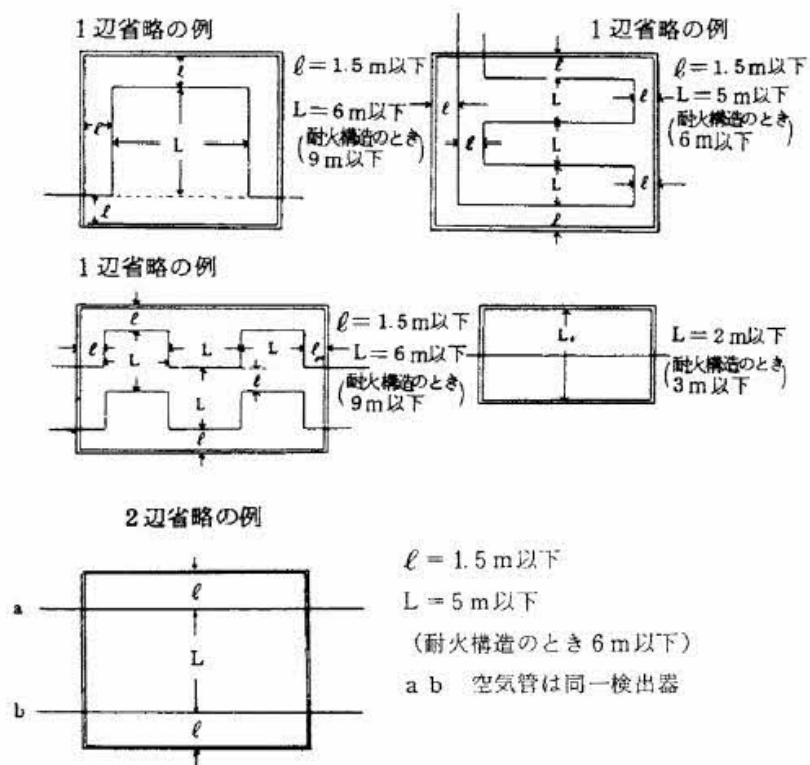 1辺省略の例
ℓ
ℓ
L
ℓ
ℓ=1.5m以下
L=6m以下
(耐火構造のとき
9m以下)
1辺省略の例
ℓ
L
ℓ
ℓ
ℓ
L
L
ℓ
ℓ
ℓ=1.5m以下
L=5m以下
(耐火構造のとき
6m以下)
1辺省略の例
ℓ
ℓ
L
L
L
ℓ
ℓ
L
ℓ
ℓ=1.5m以下
L=6m以下
(耐火構造のとき
9m以下)
L
L=2m以下
(耐火構造のとき
3m以下)
2辺省略の例
a
ℓ
L
b
ℓ
ℓ=1.5m以下
L=5m以下
(耐火構造のとき6m以下)
a b 空気管は同一検出器